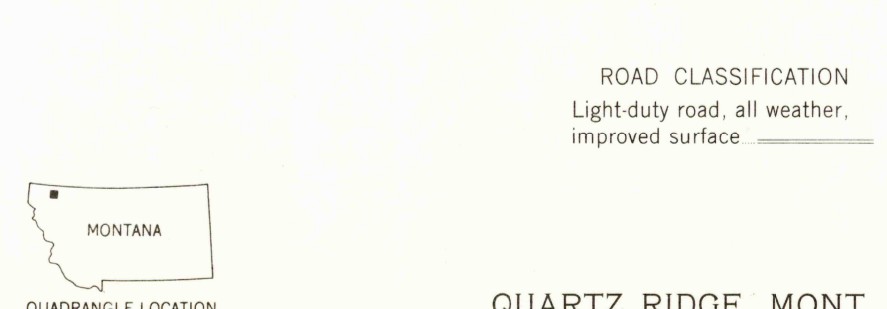 ROAD CLASSIFICATION
Light-duty road, all weather,
improved surface
MONTANA
QUADRANGLE LOCATION
QUARTZ RIDGE, MONT.